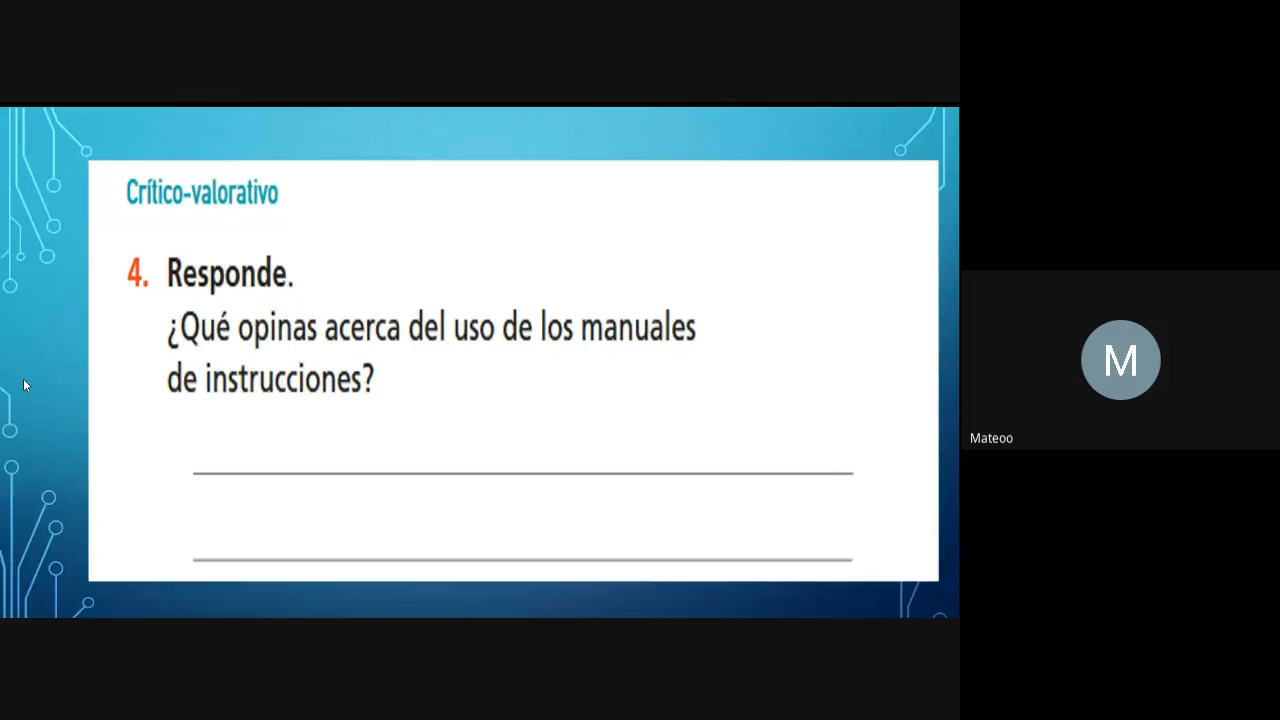 Crítico-valorativo
4. Responde.
¿Qué opinas acerca del uso de los manuales
de instrucciones?
M
Mateoo